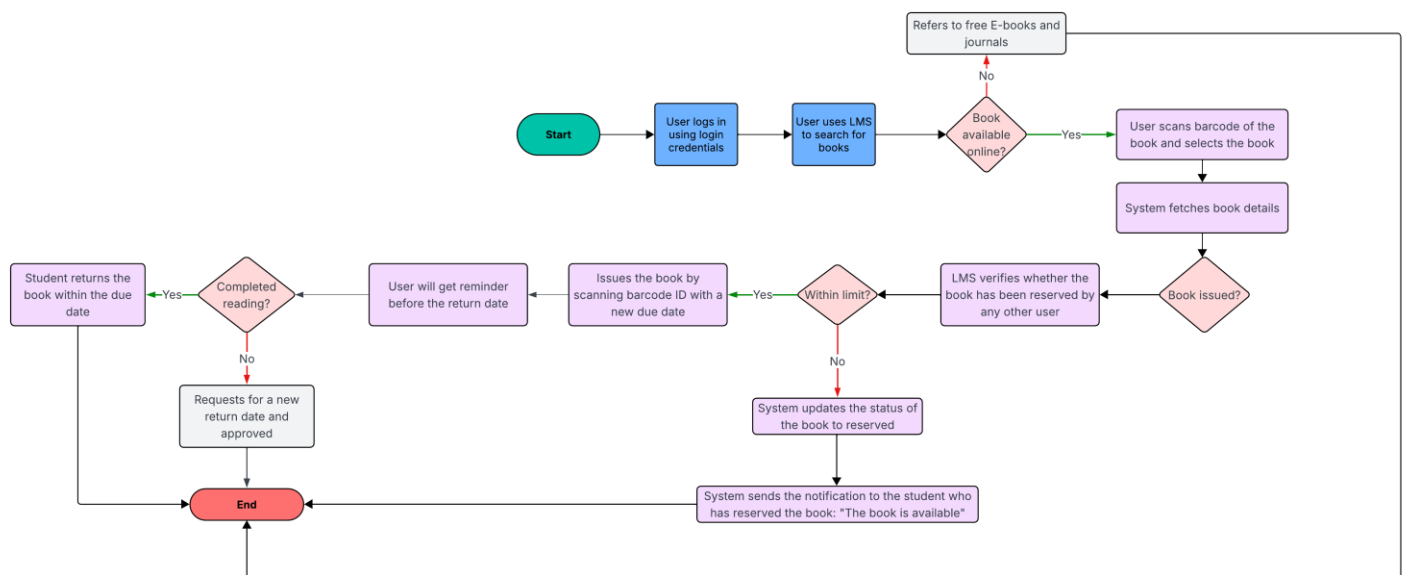 Refers to free E-books and
journals
No
Start
User logs in
using login
credentials
User uses LMS
to search for
books
Book
available
online?
Yes
User scans barcode of the
book and selects the book
System fetches book details
Book issued?
LMS verifies whether the
book has been reserved by
any other user
Within limit?
Yes
Issues the book by
scanning barcode ID with a
new due date
User will get reminder
before the return date
Completed
reading?
Yes
Student returns the
book within the due
date
No
Requests for a new
return date and
approved
No
System updates the status of
the book to reserved
System sends the notification to the student who
has reserved the book: "The book is available"
End